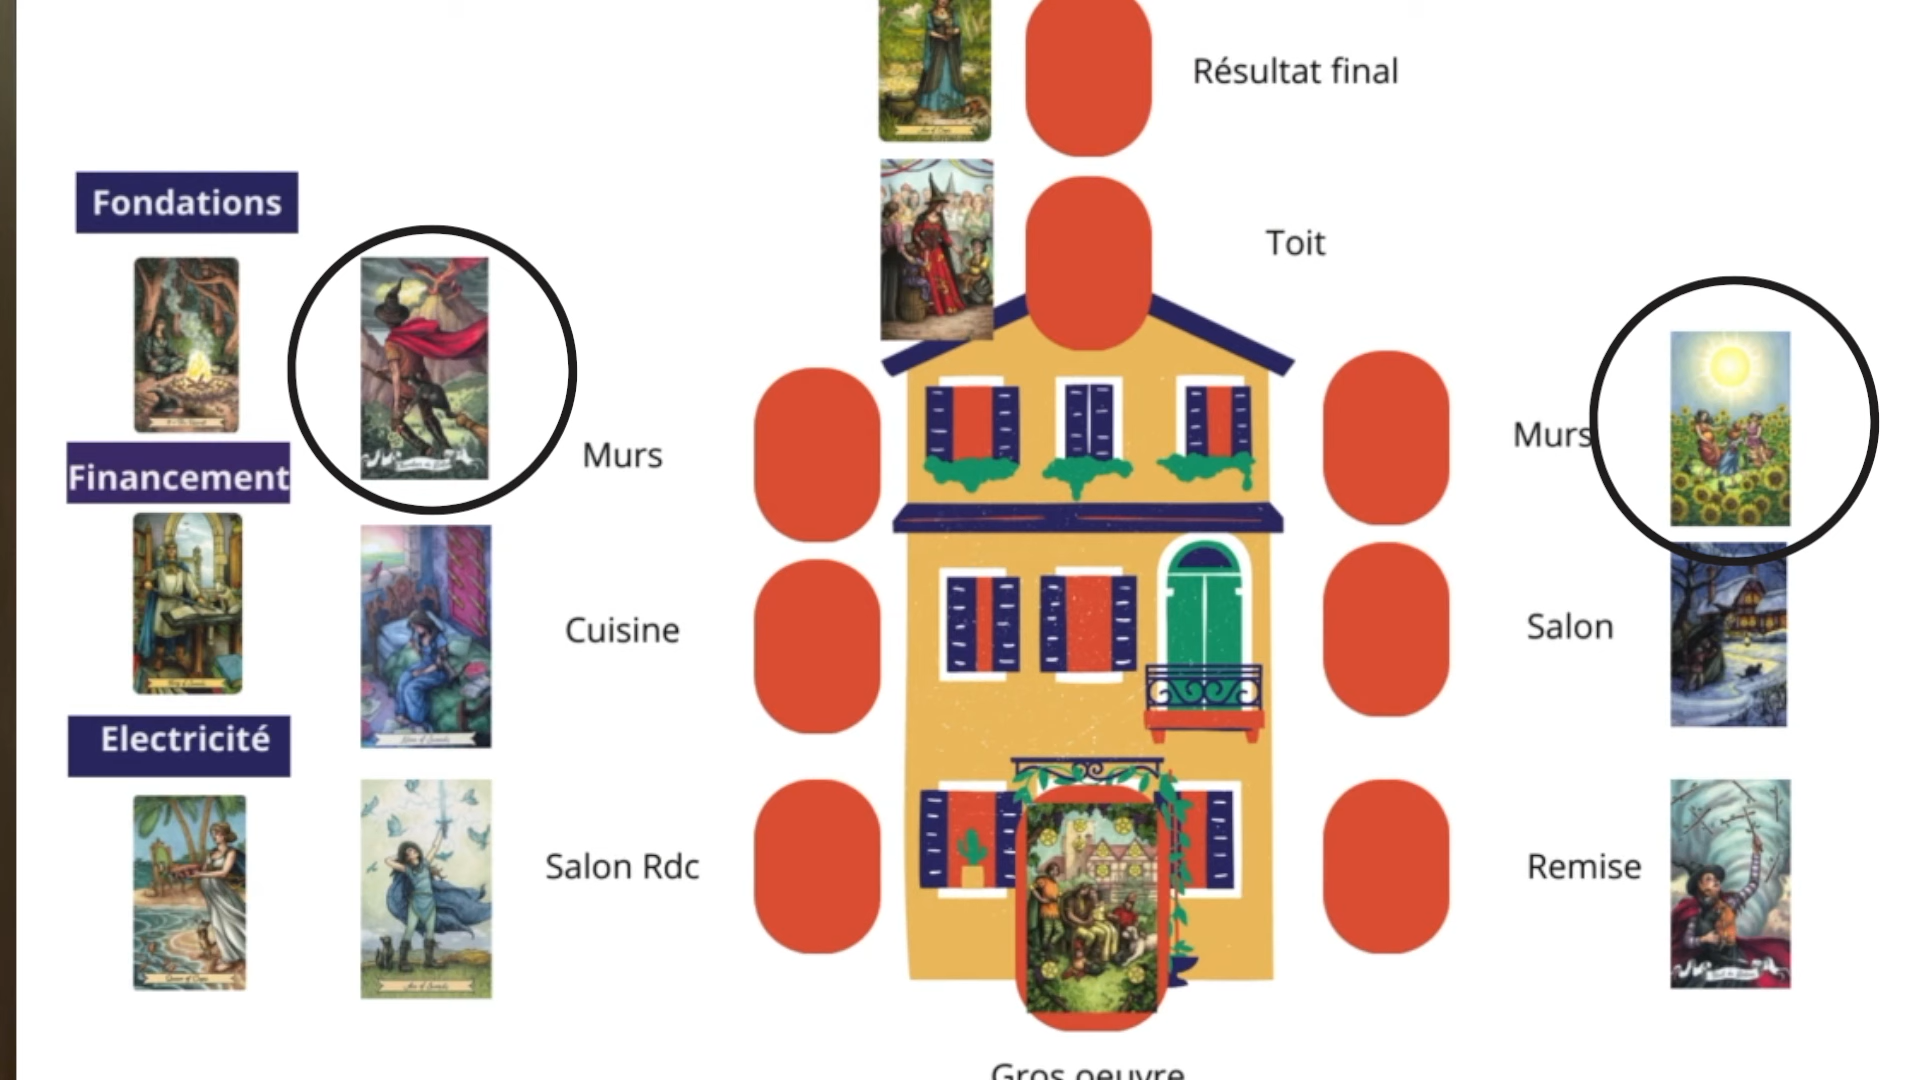 Résultat final
Fondations
Toit
Financement
Murs
Murs
Cuisine
Salon
Electricité
Salon Rdc
Remise
Gros oeuvre